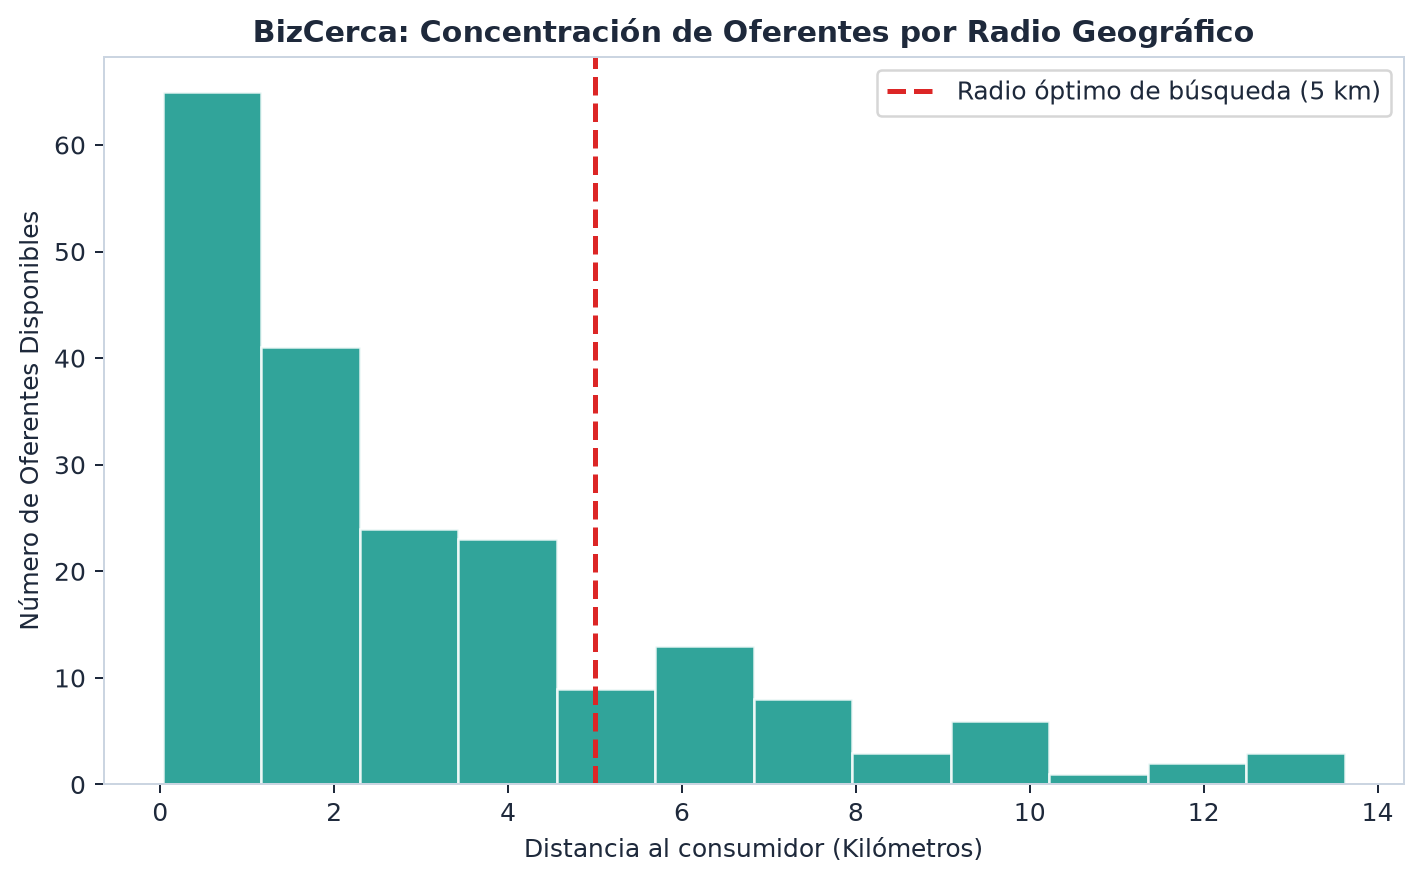 BizCerca: Concentración de Oferentes por Radio Geográfico
Radio óptimo de búsqueda (5 km)
Número de Oferentes Disponibles
60
50
40
30
20
10
0
0 2 4 6 8 10 12 14
Distancia al consumidor (Kilómetros)